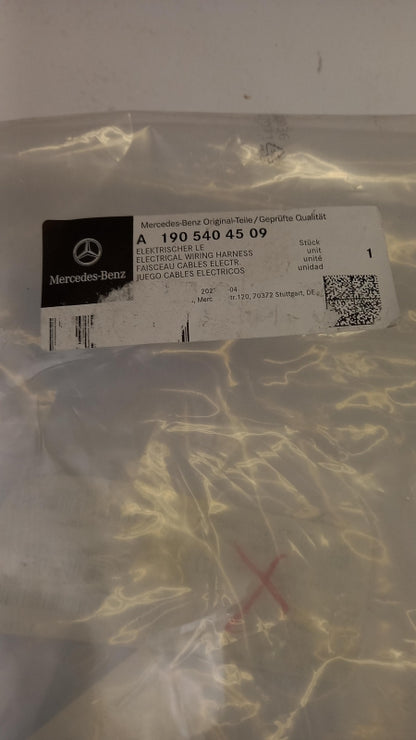 Mercedes-Benz Original-Teile/Geprüfte Qualität
A 190 540 45 09
ELEKTRISCHER LE
ELECTRICAL WIRING HARNESS
FAISCEAU CABLES ELECTR.
JUEGO CABLES ELECTRICOS
Stück
unit
unité
unidad
1
Mercedes-Benz
04
tr.120, 70372 Stuttgart, DE
X